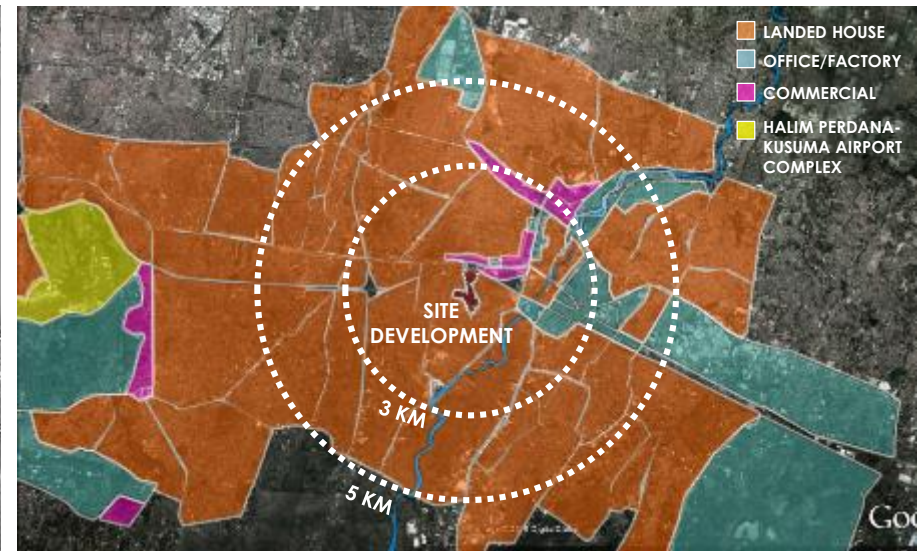 LANDED HOUSE
OFFICE/FACTORY
COMMERCIAL
HALIM PERDANA-
KUSUMA AIRPORT
COMPLEX
SITE
DEVELOPMENT
3 KM
5 KM
Goo